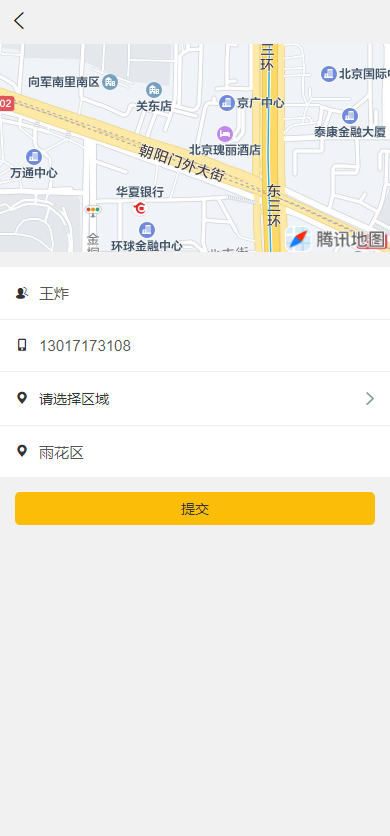 三环
向军南里南区
北京国际中
关东店
02
京广中心
泰康金融大厦
朝阳门外大街
北京瑰丽酒店
万通中心
华夏银行
东三环
金桐
环球金融中心
腾讯地图
王炸
13017173108
请选择区域
雨花区
提交